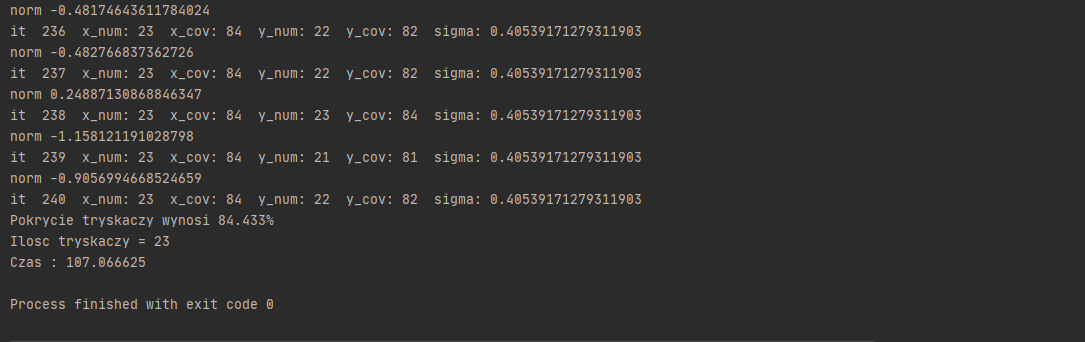 norm -0.48174643611784024
it  236  x_num: 23  x_cov: 84  y_num: 22  y_cov: 82  sigma: 0.40539171279311903
norm -0.482766837362726
it  237  x_num: 23  x_cov: 84  y_num: 22  y_cov: 82  sigma: 0.40539171279311903
norm 0.24887130868846347
it  238  x_num: 23  x_cov: 84  y_num: 23  y_cov: 84  sigma: 0.40539171279311903
norm -1.158121191028798
it  239  x_num: 23  x_cov: 84  y_num: 21  y_cov: 81  sigma: 0.40539171279311903
norm -0.9056994668524659
it  240  x_num: 23  x_cov: 84  y_num: 22  y_cov: 82  sigma: 0.40539171279311903
Pokrycie tryskaczy wynosi 84.433%
Ilosc tryskaczy = 23
Czas : 107.066625
Process finished with exit code 0